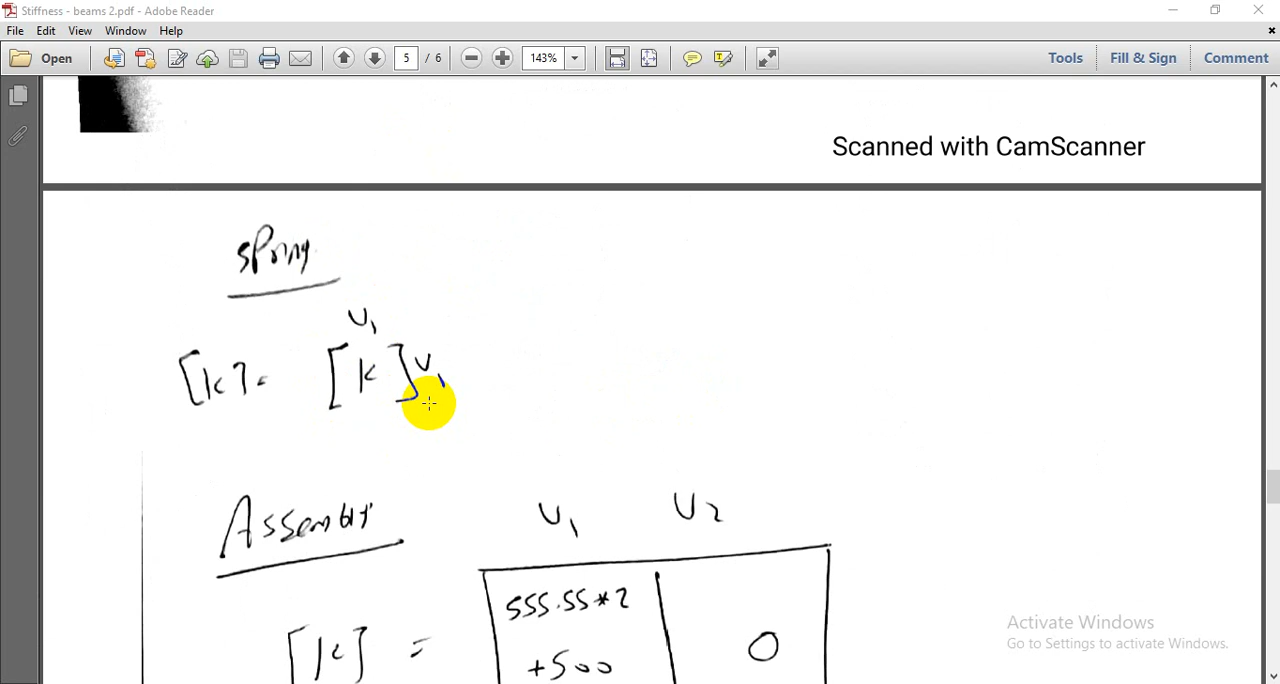 Stiffness - beams 2.pdf - Adobe Reader
File Edit View Window Help
Open 5 / 6 143% Tools Fill & Sign Comment
Scanned with CamScanner
spring
U₁
[k] = [k] U₁
Assembly U₁ U₂
555.55*2
[k] = 0
+500
Activate Windows
Go to Settings to activate Windows.